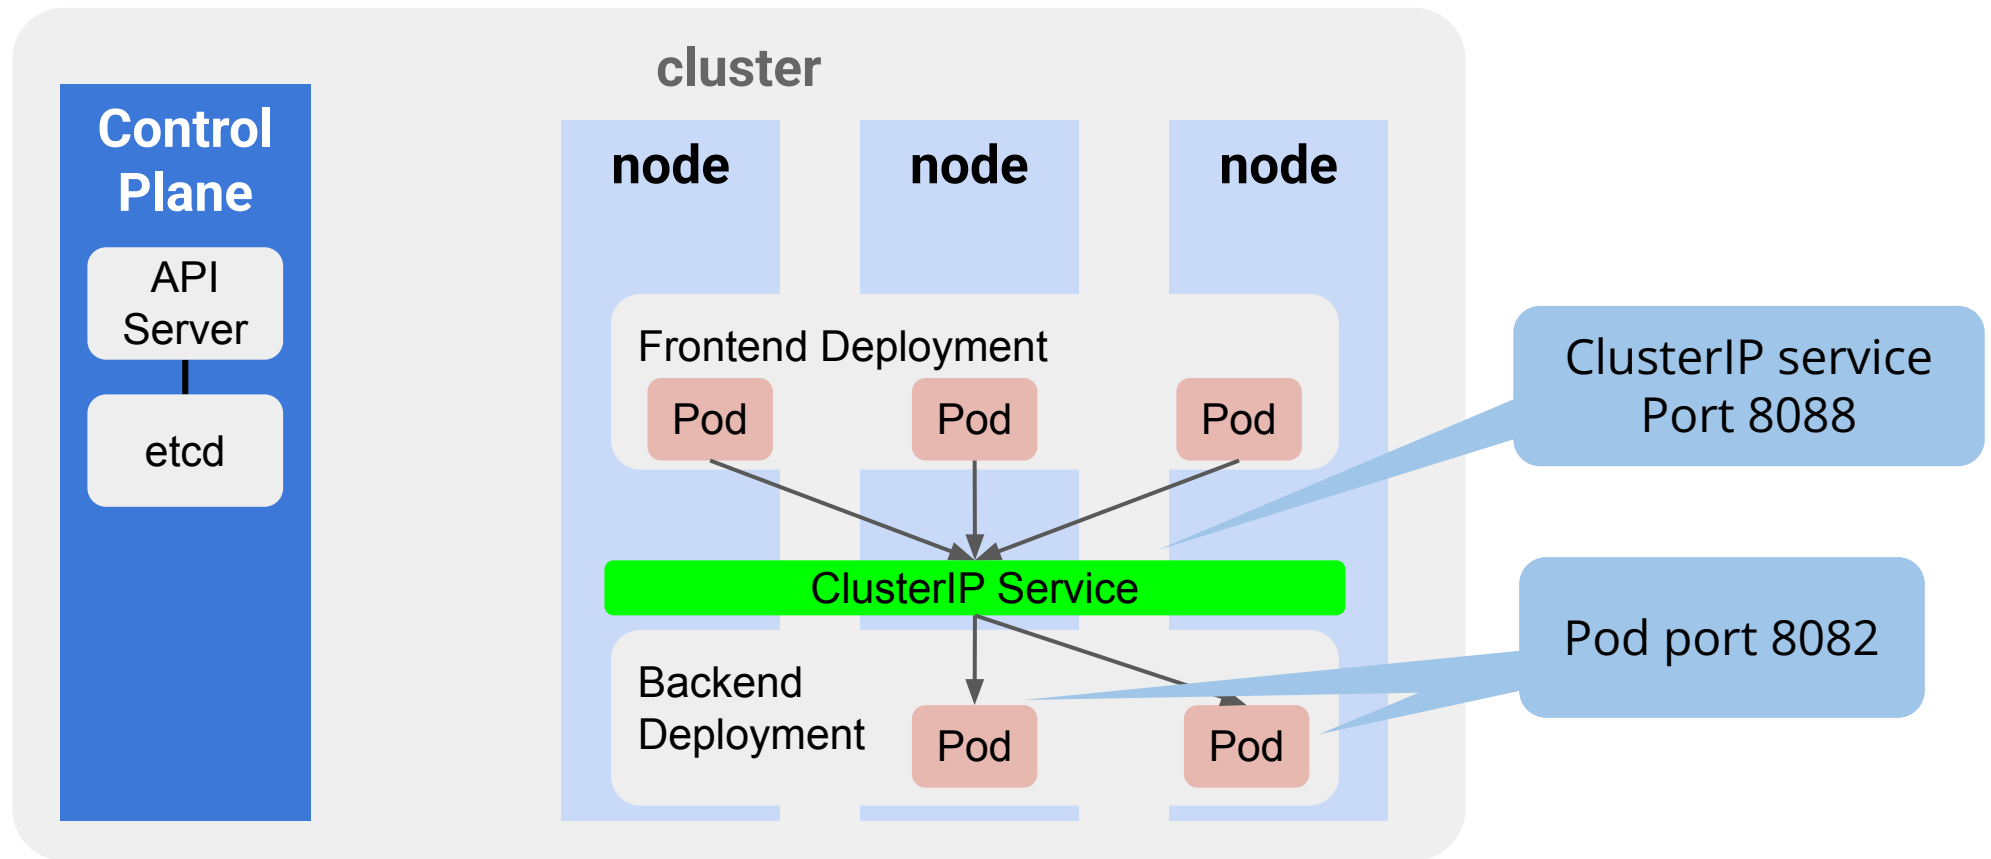 cluster
Control
Plane
API
Server
etcd
node
node
node
Frontend Deployment
Pod
Pod
Pod
ClusterIP Service
Backend
Deployment
Pod
Pod
ClusterIP service
Port 8088
Pod port 8082